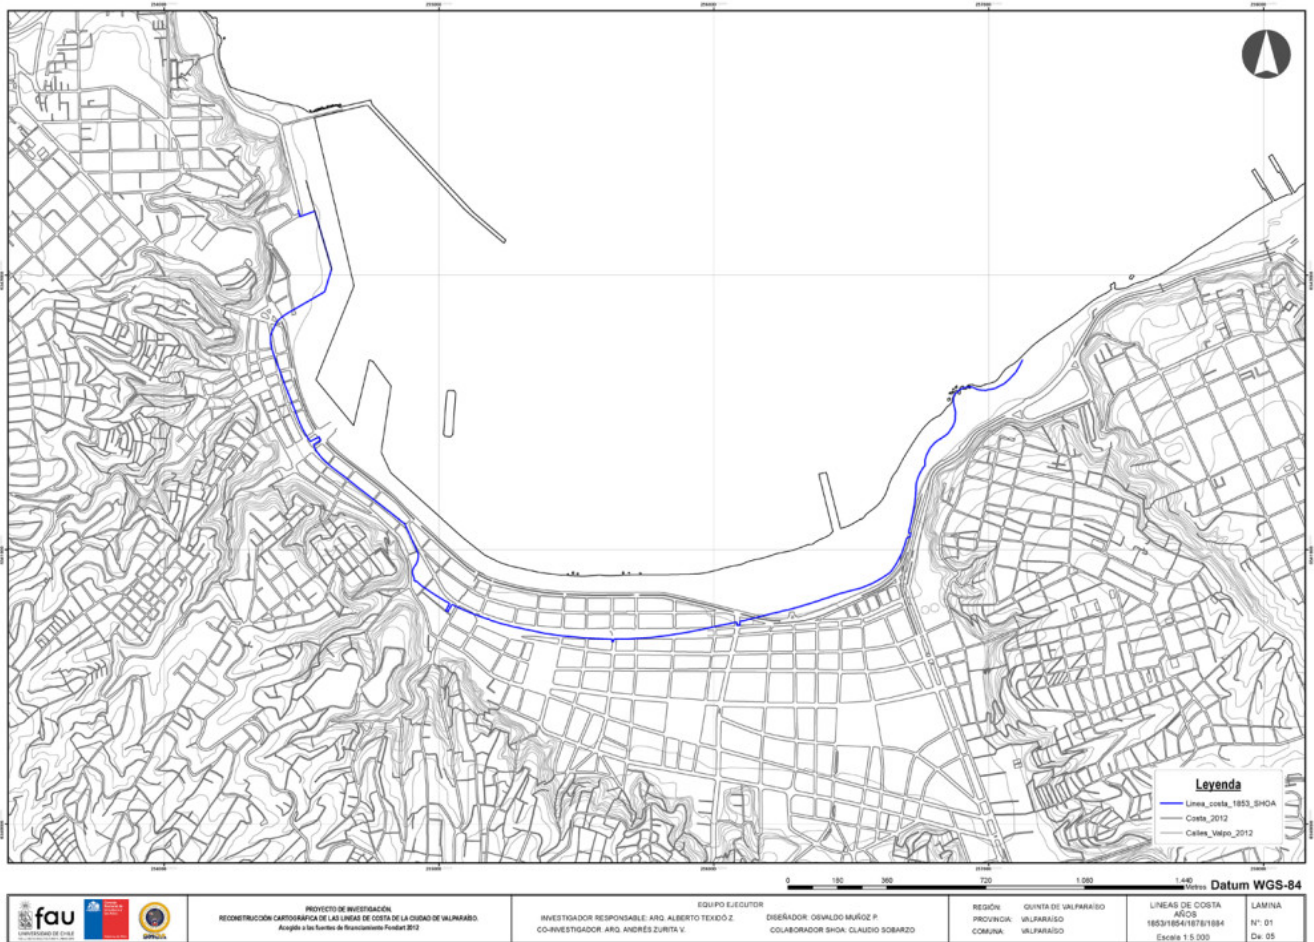 Leyenda
Linea_costa_1853_SHOA
Costa_2012
Calles_Valpo_2012
0 180 360 720 1.080 1.440
Metros Datum WGS-84
fau
UNIVERSIDAD DE CHILE
PROYECTO DE INVESTIGACIÓN.
RECONSTRUCCIÓN CARTOGRÁFICA DE LAS LINEAS DE COSTA DE LA CIUDAD DE VALPARAÍSO.
Acogido a las fuentes de financiamiento Fondart 2012
EQUIPO EJECUTOR
INVESTIGADOR RESPONSABLE: ARQ. ALBERTO TEXIDÓ Z.
CO-INVESTIGADOR: ARQ. ANDRÉS ZURITA V.
DISEÑADOR: OSVALDO MUÑOZ P.
COLABORADOR SHOA: CLAUDIO SOBARZO
REGIÓN: QUINTA DE VALPARAÍSO
PROVINCIA: VALPARAÍSO
COMUNA: VALPARAÍSO
LINEAS DE COSTA
AÑOS
1853/1854/1878/1884
Escala 1:5.000
LAMINA
N°: 01
De: 05